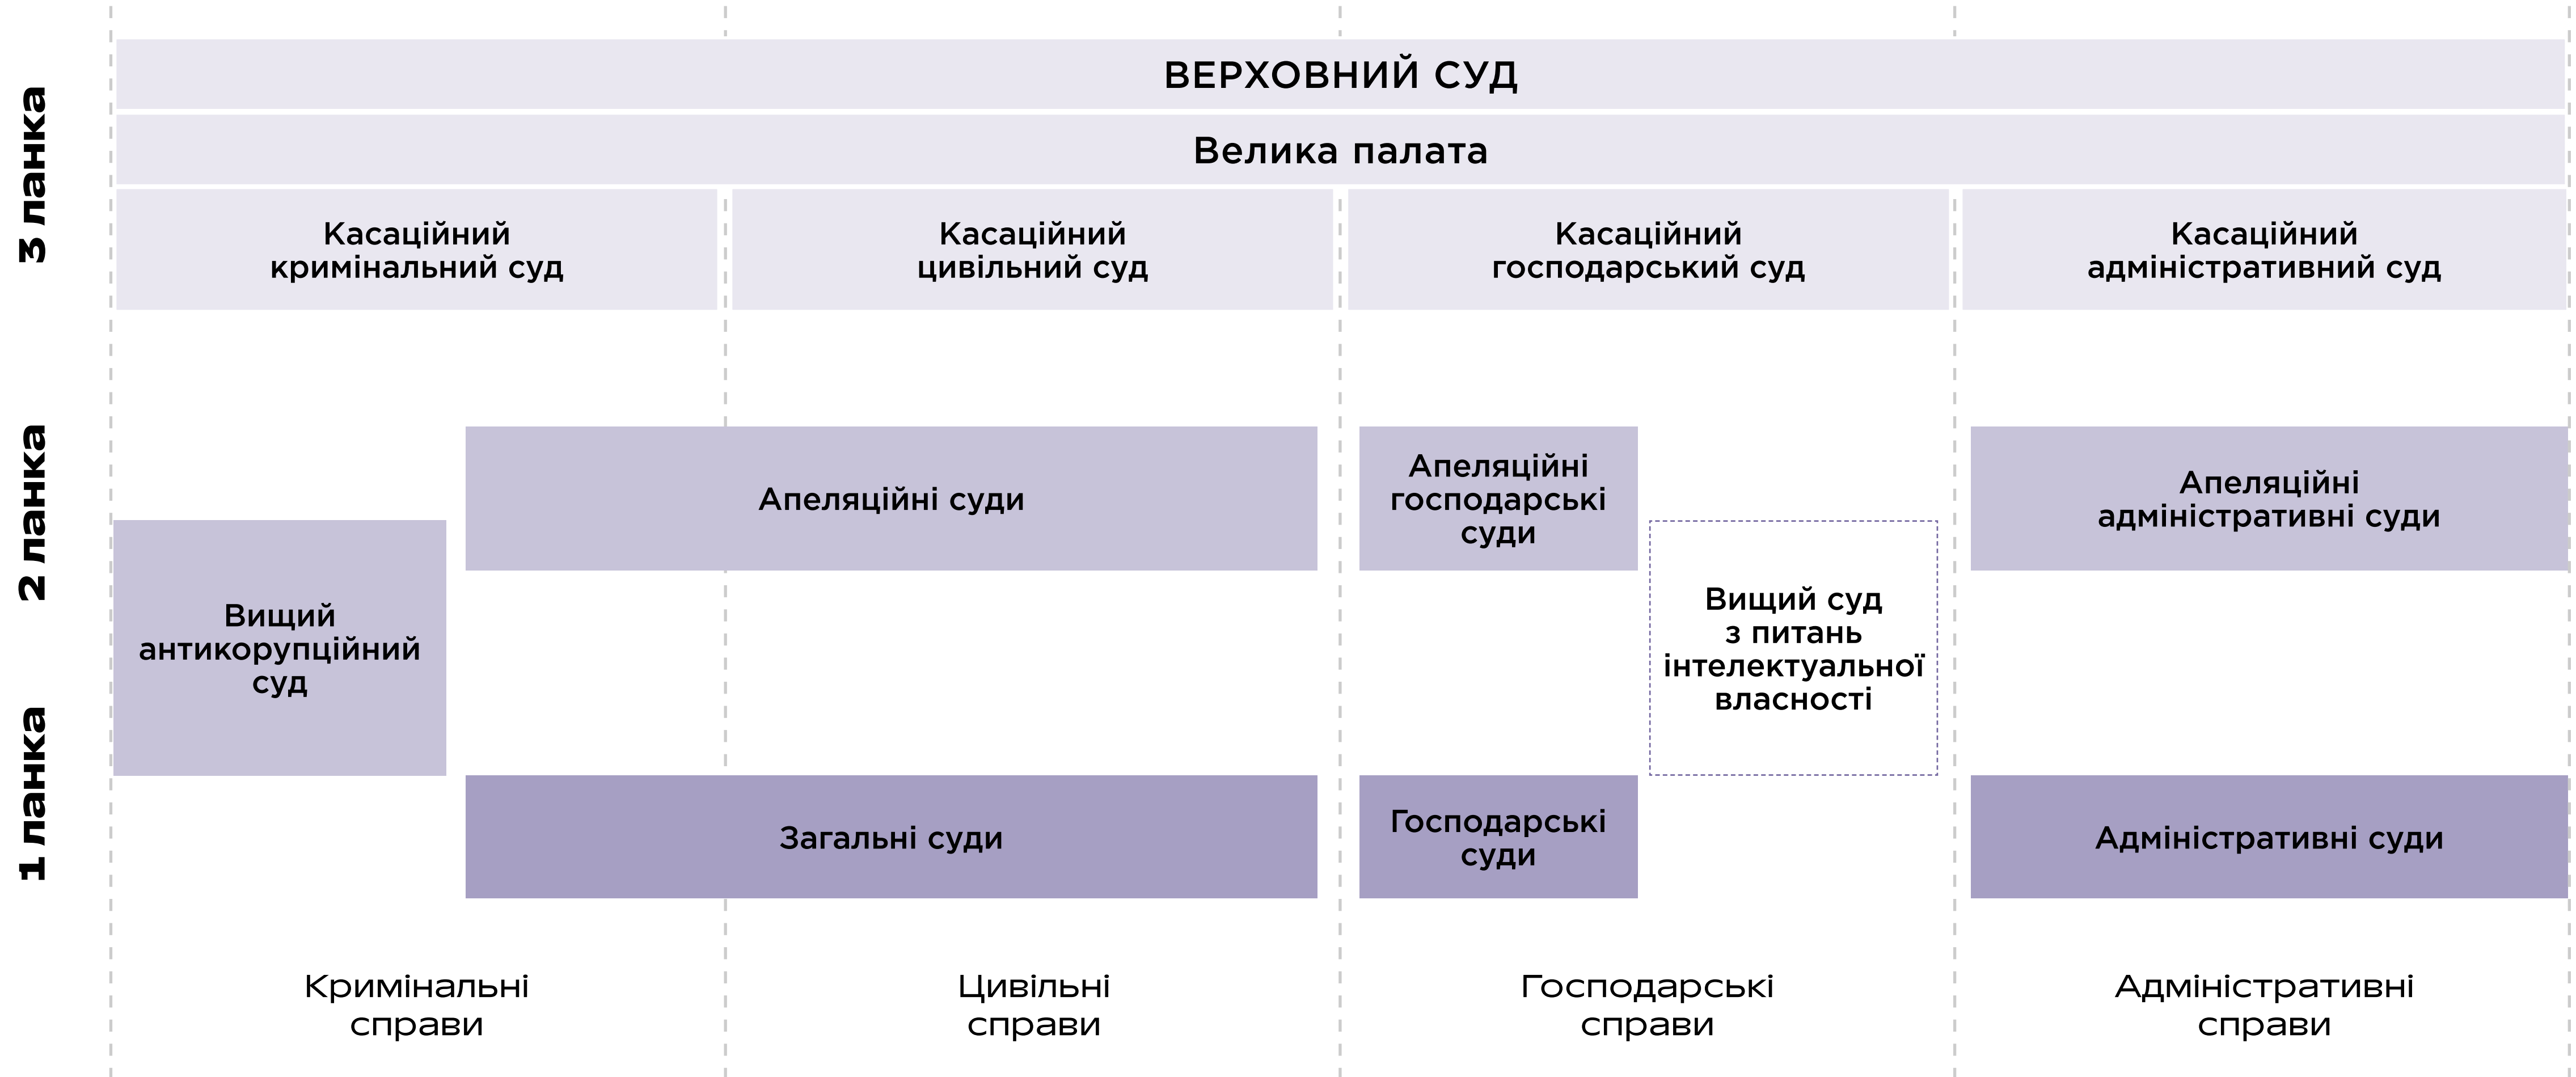 ВЕРХОВНИЙ СУД
Велика палата
3 ланка
Касаційний
кримінальний суд
Касаційний
цивільний суд
Касаційний
господарський суд
Касаційний
адміністративний суд
2 ланка
Апеляційні суди
Апеляційні
господарські
суди
Апеляційні
адміністративні суди
Вищий
антикорупційний
суд
Вищий суд
з питань
інтелектуальної
власності
1 ланка
Загальні суди
Господарські
суди
Адміністративні суди
Кримінальні
справи
Цивільні
справи
Господарські
справи
Адміністративні
справи